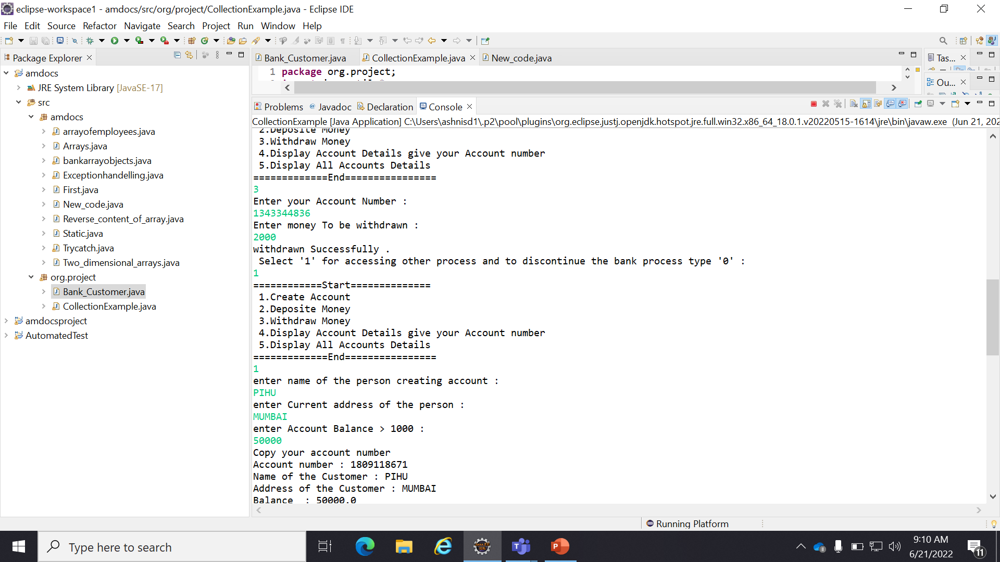 eclipse-workspace1 - amdocs/src/org/project/CollectionExample.java - Eclipse IDE
File Edit Source Refactor Navigate Search Project Run Window Help
Package Explorer
amdocs
JRE System Library [JavaSE-17]
src
amdocs
arrayofemployees.java
Arrays.java
bankarrayobjects.java
Exceptionhandelling.java
First.java
New_code.java
Reverse_content_of_array.java
Static.java
Trycatch.java
Two_dimensional_arrays.java
org.project
Bank_Customer.java
CollectionExample.java
amdocsproject
AutomatedTest
Bank_Customer.java CollectionExample.java New_code.java
1 package org.project;
Tas...
Ou...
Problems Javadoc Declaration Console
CollectionExample [Java Application] C:\Users\ashnisd1\.p2\pool\plugins\org.eclipse.justj.openjdk.hotspot.jre.full.win32.x86_64_18.0.1.v20220515-1614\jre\bin\javaw.exe (Jun 21, 202
2.Deposite Money
3.Withdraw Money
4.Display Account Details give your Account number
5.Display All Accounts Details
=============End================
3
Enter your Account Number :
1343344836
Enter money To be withdrawn :
2000
withdrawn Successfully .
Select '1' for accessing other process and to discontinue the bank process type '0' :
1
============Start==============
1.Create Account
2.Deposite Money
3.Withdraw Money
4.Display Account Details give your Account number
5.Display All Accounts Details
=============End================
1
enter name of the person creating account :
PIHU
enter Current address of the person :
MUMBAI
enter Account Balance > 1000 :
50000
Copy your account number
Account number : 1809118671
Name of the Customer : PIHU
Address of the Customer : MUMBAI
Balance  : 50000.0
Running Platform
Type here to search
9:10 AM
6/21/2022
11